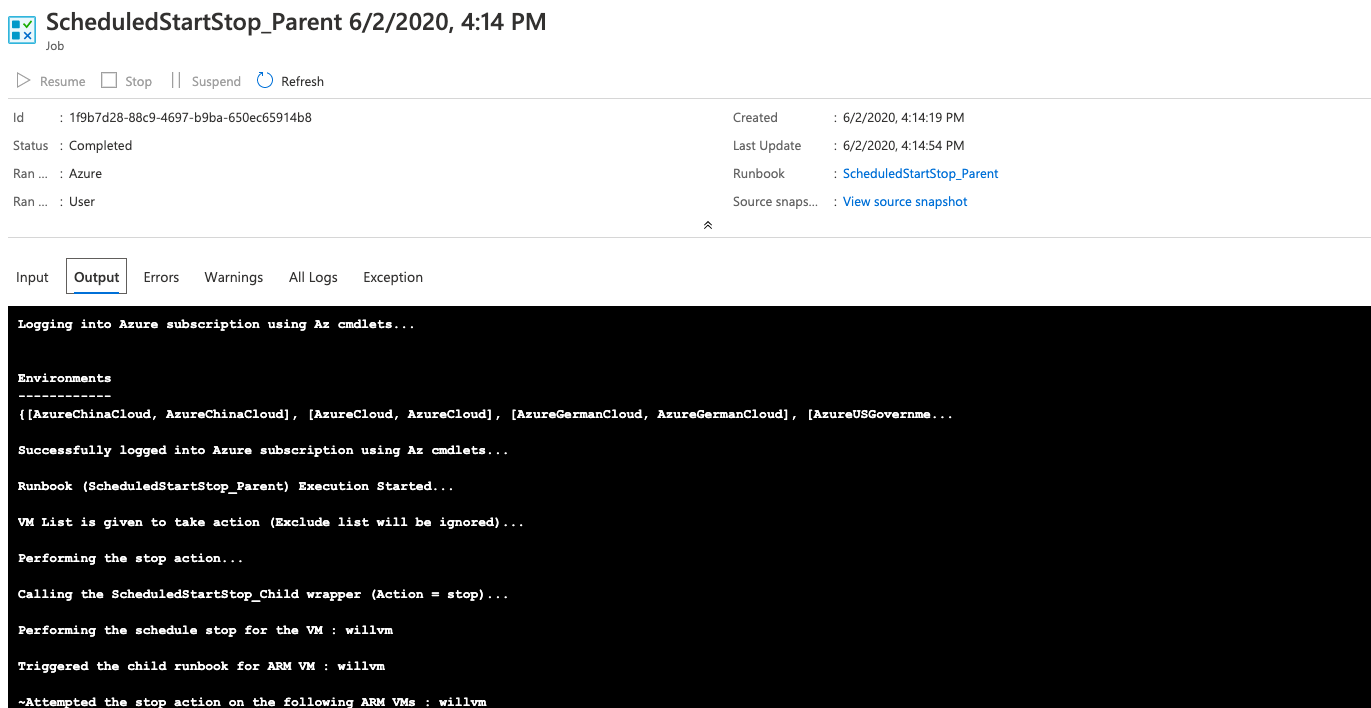 ScheduledStartStop_Parent 6/2/2020, 4:14 PM
Job
Resume Stop Suspend Refresh
Id : 1f9b7d28-88c9-4697-b9ba-650ec65914b8
Created : 6/2/2020, 4:14:19 PM
Status : Completed
Last Update : 6/2/2020, 4:14:54 PM
Ran ... : Azure
Runbook : ScheduledStartStop_Parent
Ran ... : User
Source snaps... : View source snapshot
Input Output Errors Warnings All Logs Exception
Logging into Azure subscription using Az cmdlets...
Environments
------------
{[AzureChinaCloud, AzureChinaCloud], [AzureCloud, AzureCloud], [AzureGermanCloud, AzureGermanCloud], [AzureUSGovernme...
Successfully logged into Azure subscription using Az cmdlets...
Runbook (ScheduledStartStop_Parent) Execution Started...
VM List is given to take action (Exclude list will be ignored)...
Performing the stop action...
Calling the ScheduledStartStop_Child wrapper (Action = stop)...
Performing the schedule stop for the VM : willvm
Triggered the child runbook for ARM VM : willvm
~Attempted the stop action on the following ARM VMs : willvm